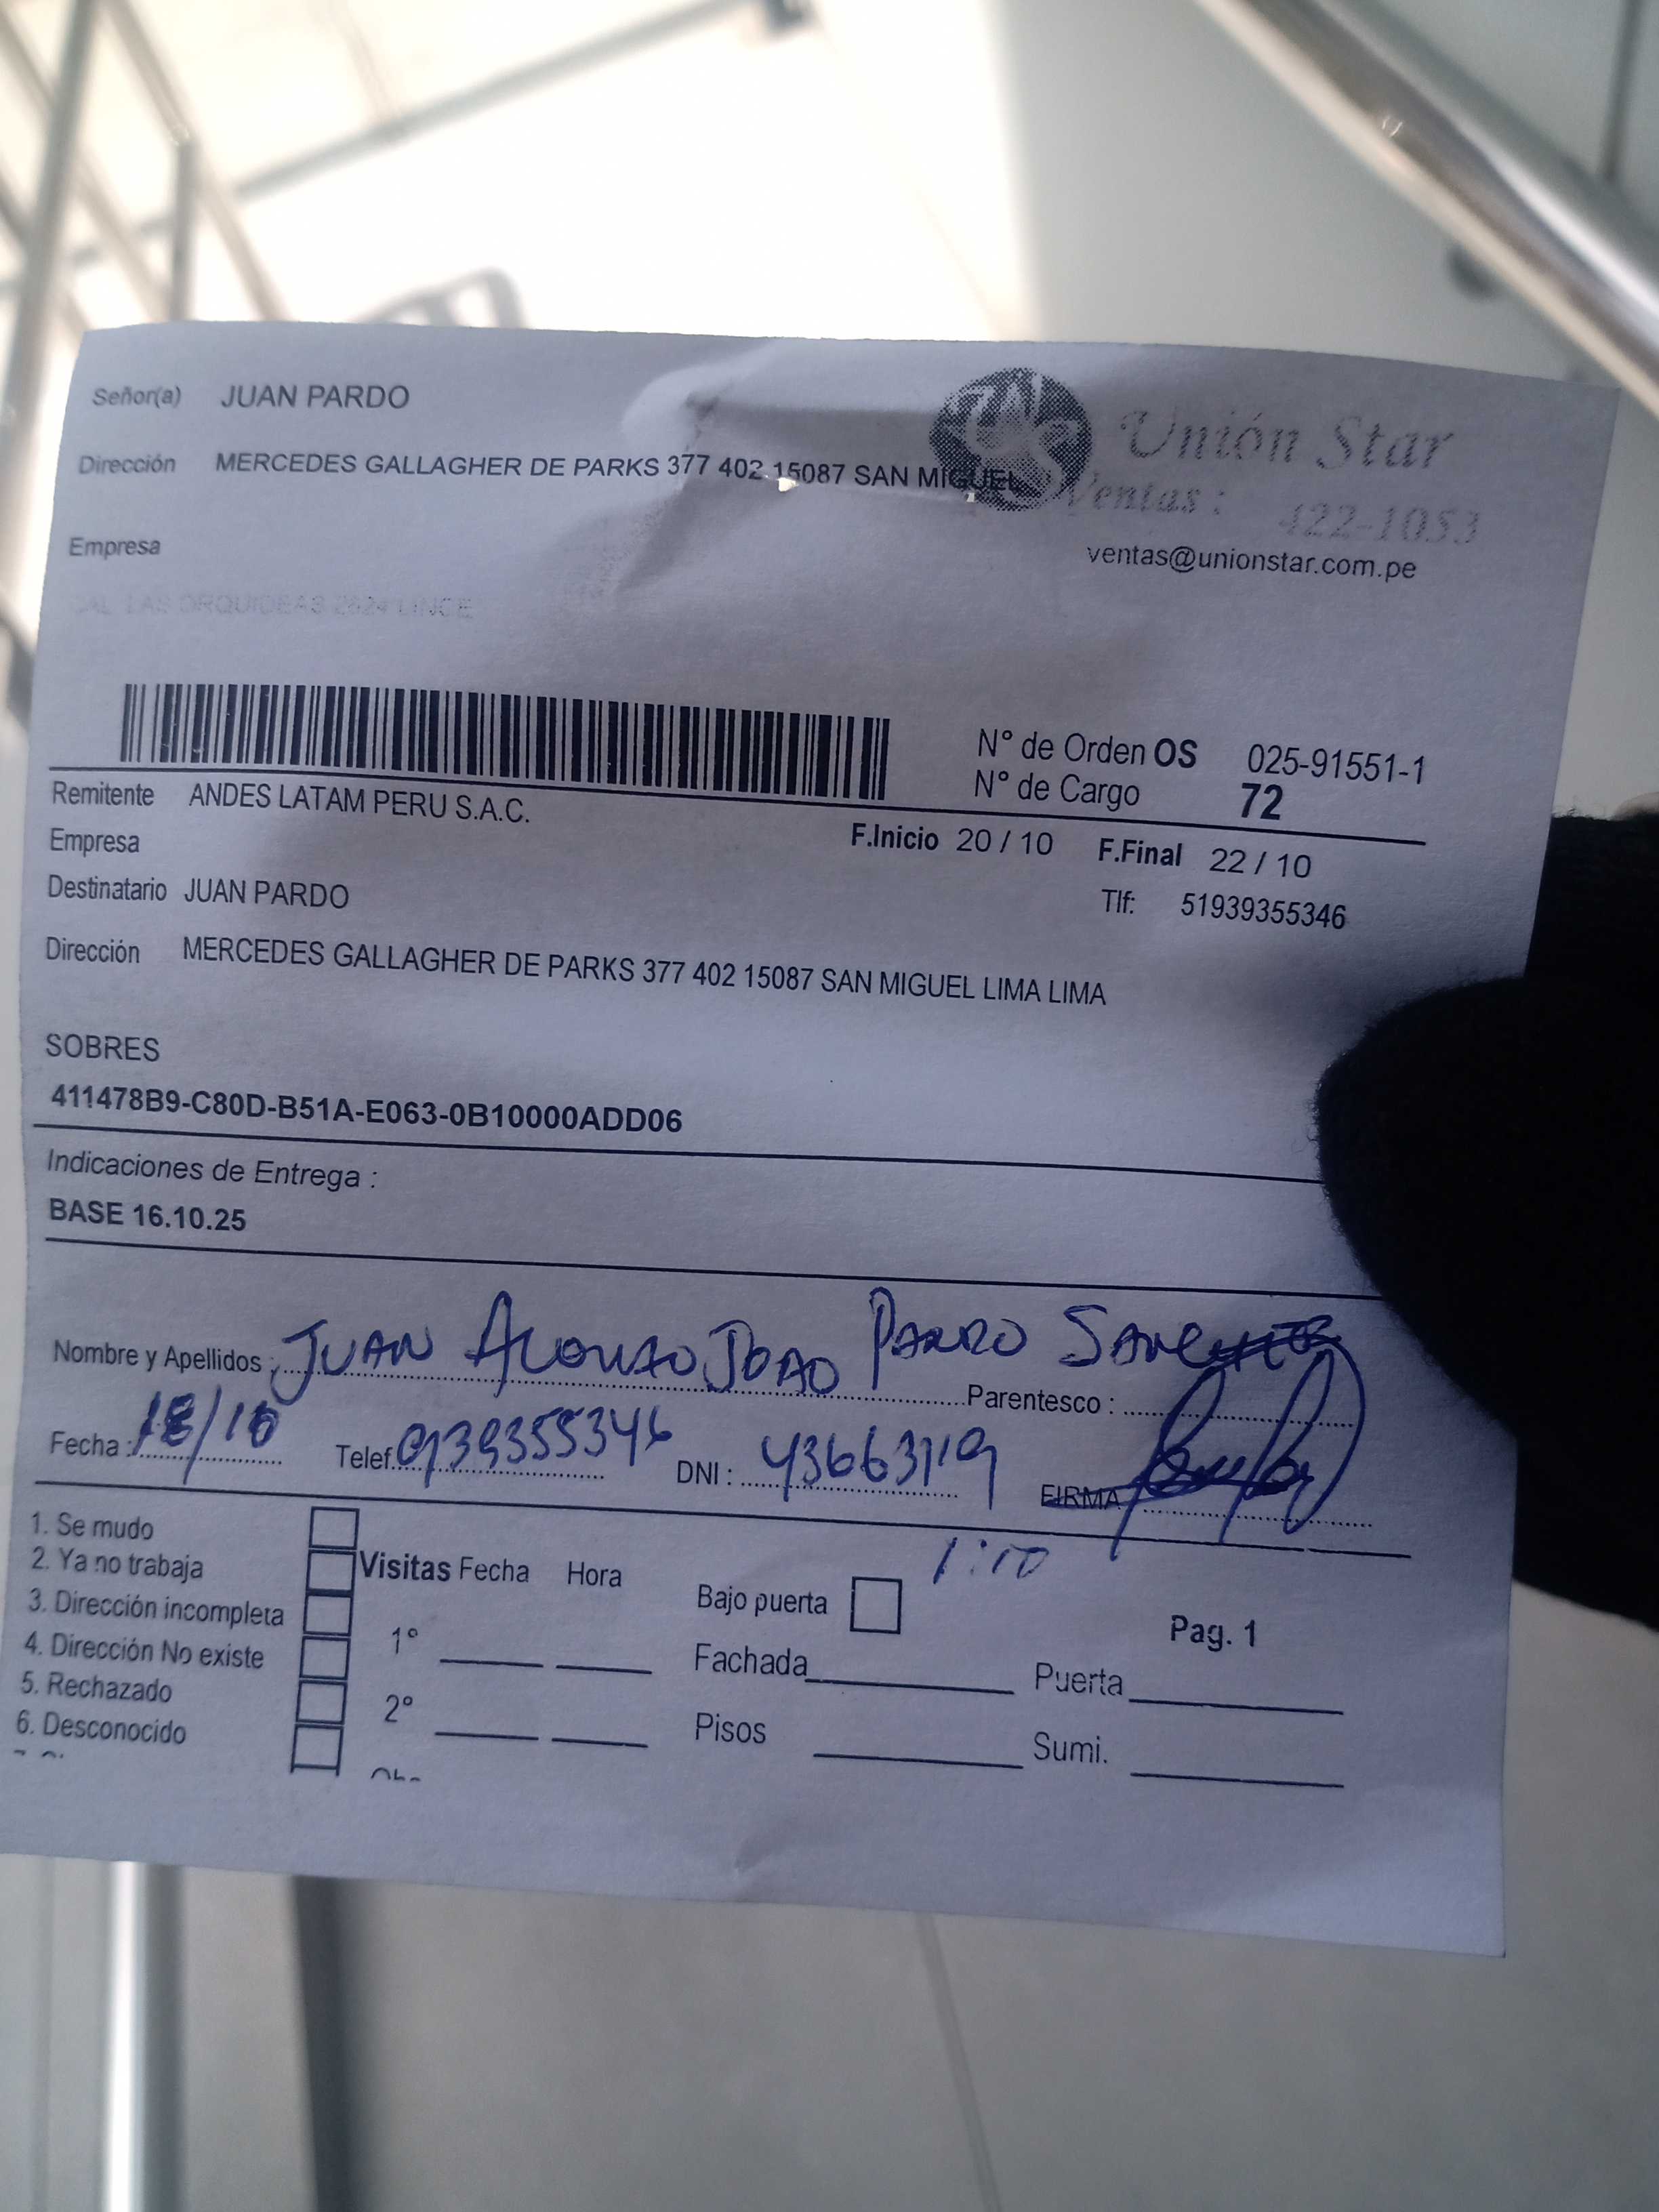 Señor(a) JUAN PARDO
Unión Star
Dirección MERCEDES GALLAGHER DE PARKS 377 402 15087 SAN MIGUEL
Ventas : 422-1053
Empresa
ventas@unionstar.com.pe
CAL LAS ORQUIDEAS 2624 LINCE
N° de Orden OS 025-91551-1
N° de Cargo 72
Remitente ANDES LATAM PERU S.A.C.
Empresa
F.Inicio 20 / 10 F.Final 22 / 10
Destinatario JUAN PARDO
Tlf: 51939355346
Dirección MERCEDES GALLAGHER DE PARKS 377 402 15087 SAN MIGUEL LIMA LIMA
SOBRES
411478B9-C80D-B51A-E063-0B10000ADD06
Indicaciones de Entrega :
BASE 16.10.25
Nombre y Apellidos : JUAN ALONZO JOAO PARDO
Parentesco :
Fecha : /10 Telef. 939355346 DNI : 43663119 FIRMA
1:10
1. Se mudo
2. Ya no trabaja
3. Dirección incompleta
4. Dirección No existe
5. Rechazado
6. Desconocido
Visitas Fecha Hora
1°
2°
Bajo puerta
Fachada
Pisos
Pag. 1
Puerta
Sumi.